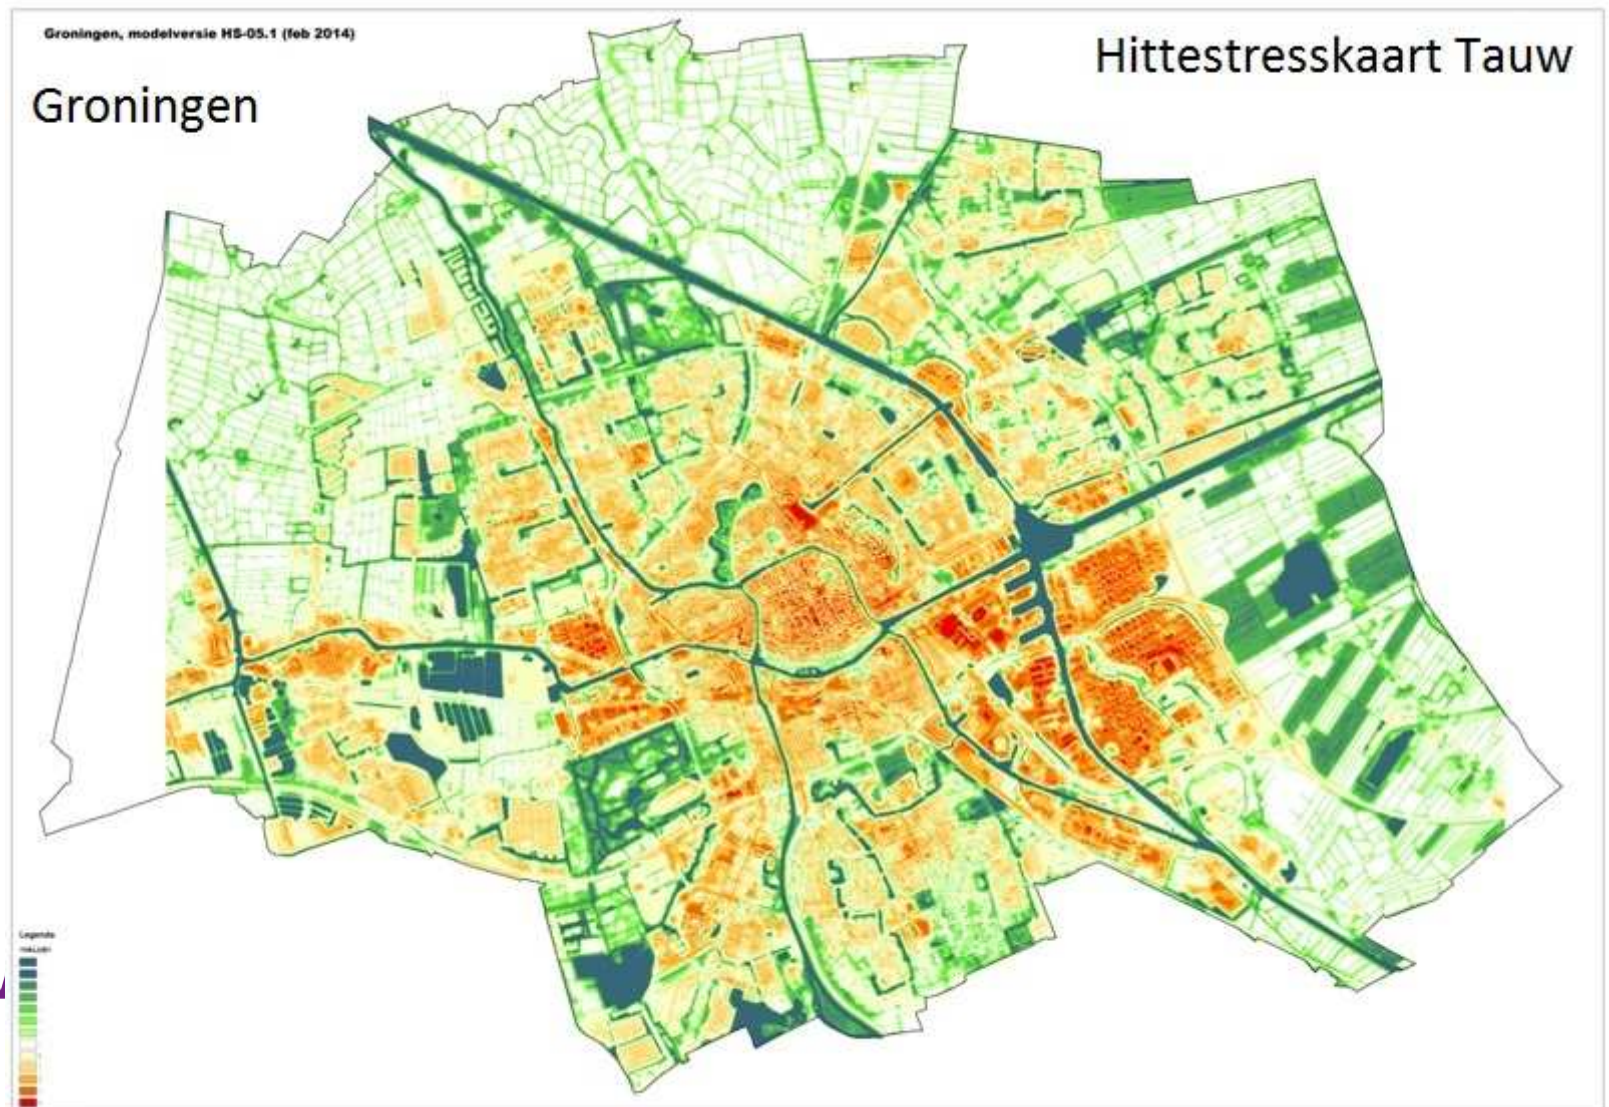 Groningen, modelversie HS-05.1 (feb 2014)
Hittestresskaart Tauw
Groningen
Legenda